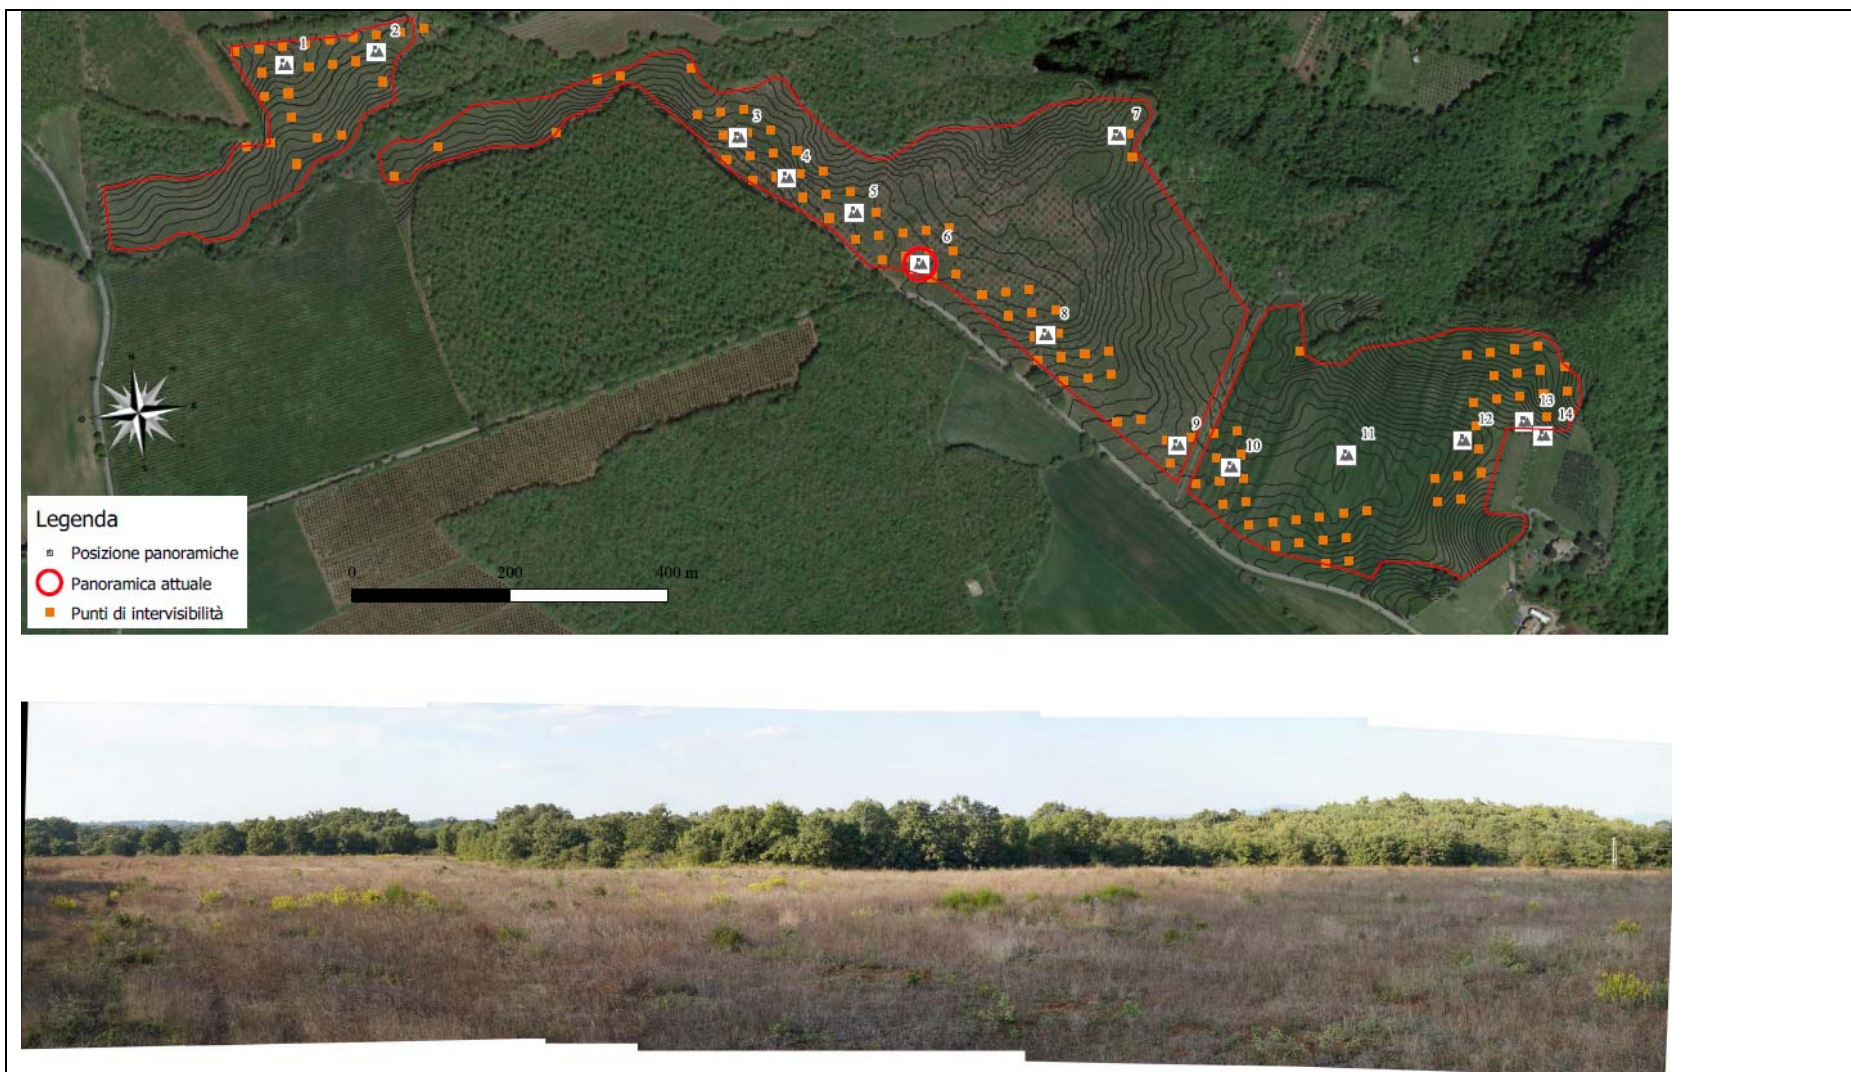 1
2
3
4
5
6
7
8
9
10
11
12
13
14
N
E
S
O
Legenda
Posizione panoramiche
Panoramica attuale
Punti di intervisibilità
0
200
400 m